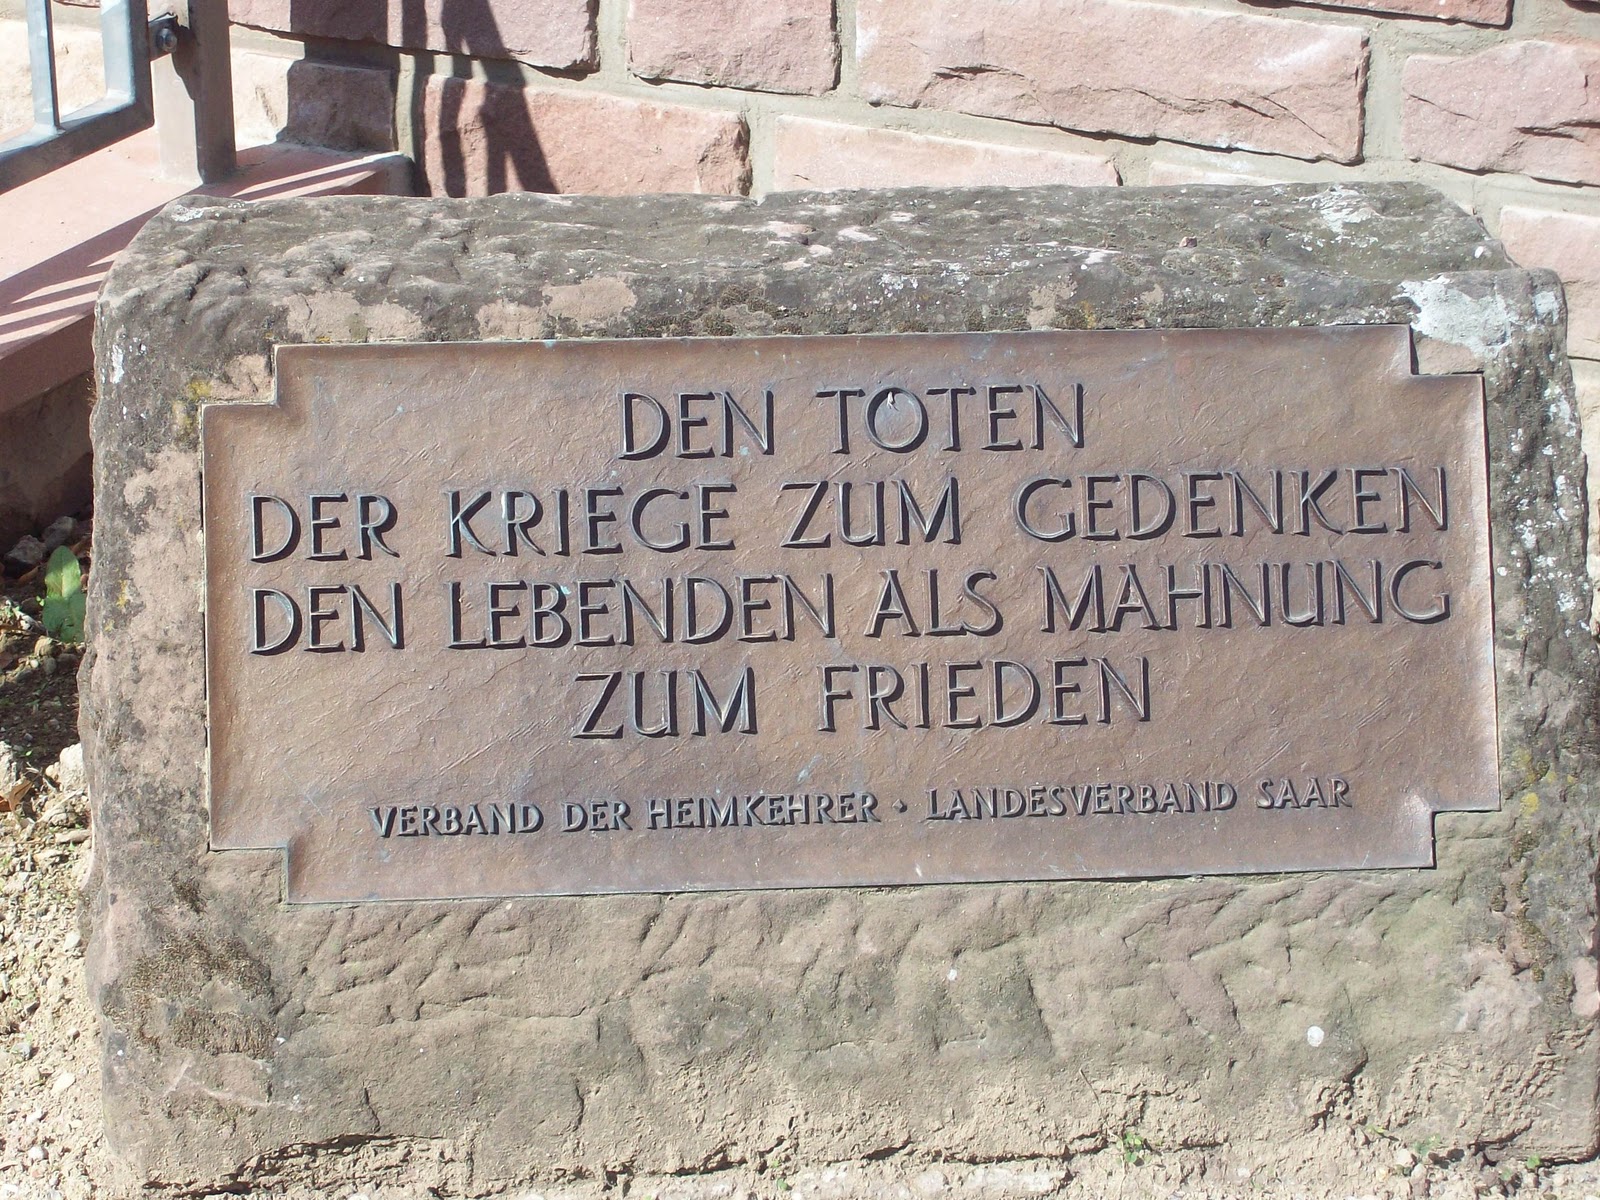 DEN TOTEN
DER KRIEGE ZUM GEDENKEN
DEN LEBENDEN ALS MAHNUNG
ZUM FRIEDEN
VERBAND DER HEIMKEHRER · LANDESVERBAND SAAR